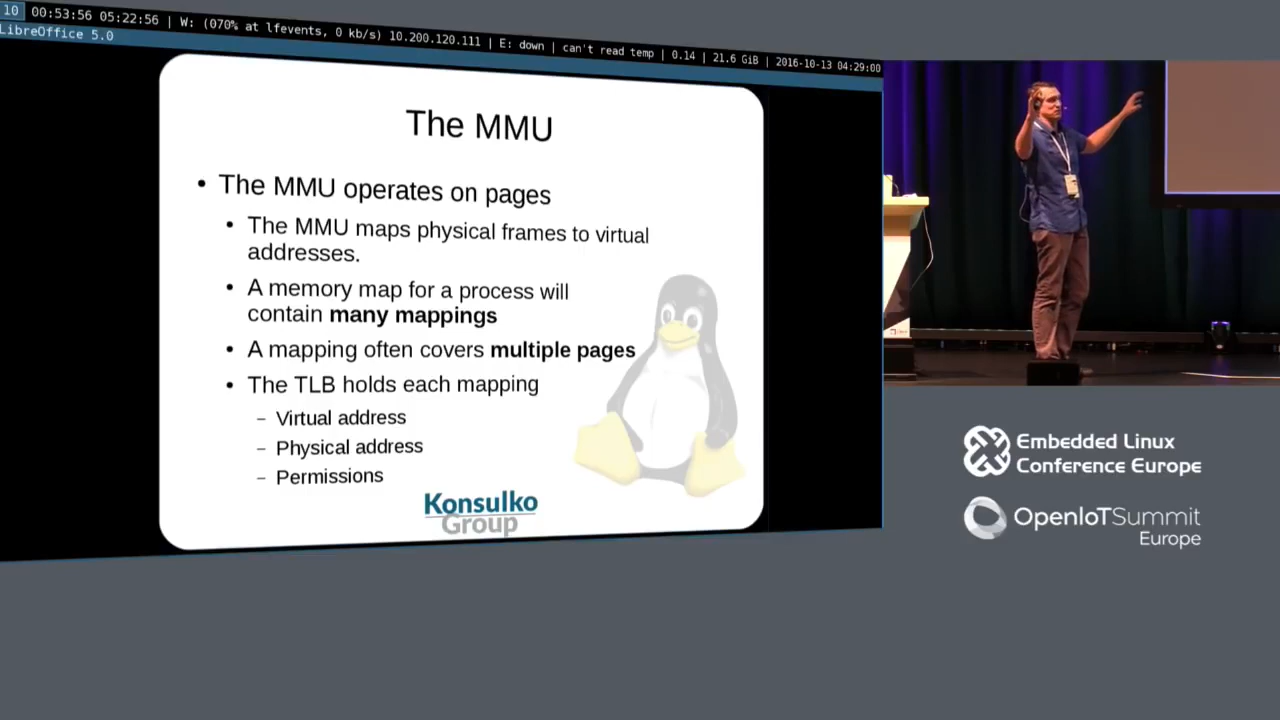 10 00:53:56 05:22:56 | W: (070% at lfevents, 0 kb/s) 10.200.120.111 | E: down | can't read temp | 0.14 | 21.6 GiB | 2016-10-13 04:29:00
LibreOffice 5.0
The MMU
• The MMU operates on pages
• The MMU maps physical frames to virtual
addresses.
• A memory map for a process will
contain many mappings
• A mapping often covers multiple pages
• The TLB holds each mapping
– Virtual address
– Physical address
– Permissions
Konsulko
Group
Embedded Linux
Conference Europe
OpenIoTSummit
Europe